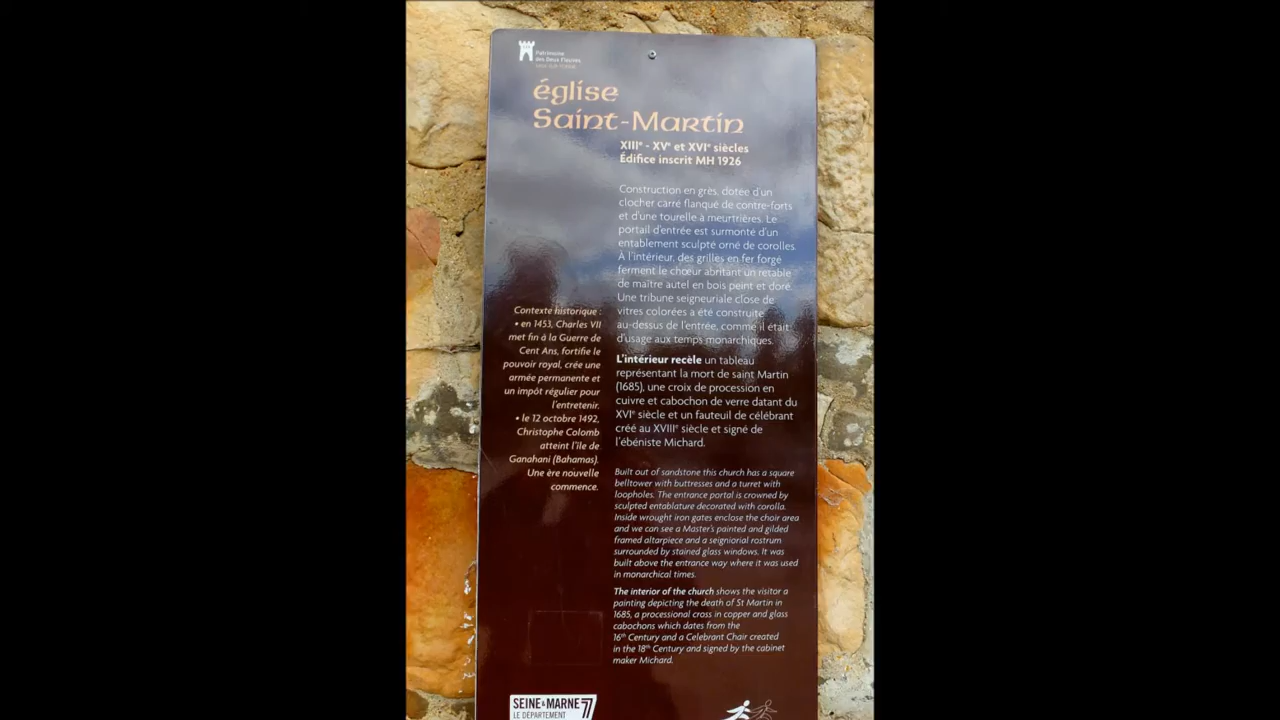 Patrimoine
des Deux Fleuves
église
Saint-Martin
XIIIᵉ - XVᵉ et XVIᵉ siècles
Édifice inscrit MH 1926
Construction en grès, dotée d'un
clocher carré flanqué de contre-forts
et d'une tourelle à meurtrières. Le
portail d'entrée est surmonté d'un
entablement sculpté orné de corolles.
À l'intérieur, des grilles en fer forgé
ferment le chœur abritant un retable
de maître autel en bois peint et doré.
Une tribune seigneuriale close de
vitres colorées a été construite
au-dessus de l'entrée, comme il était
d'usage aux temps monarchiques.
L'intérieur recèle un tableau
représentant la mort de saint Martin
(1685), une croix de procession en
cuivre et cabochon de verre datant du
XVIᵉ siècle et un fauteuil de célébrant
créé au XVIIIᵉ siècle et signé de
l'ébéniste Michard.
Contexte historique :
• en 1453, Charles VII
met fin à la Guerre de
Cent Ans, fortifie le
pouvoir royal, crée une
armée permanente et
un impôt régulier pour
l'entretenir.
• le 12 octobre 1492,
Christophe Colomb
atteint l'île de
Ganahani (Bahamas).
Une ère nouvelle
commence.
Built out of sandstone this church has a square
belltower with buttresses and a turret with
loopholes. The entrance portal is crowned by
sculpted entablature decorated with corolla.
Inside wrought iron gates enclose the choir area
and we can see a Master's painted and gilded
framed altarpiece and a seigniorial rostrum
surrounded by stained glass windows. It was
built above the entrance way where it was used
in monarchical times.
The interior of the church shows the visitor a
painting depicting the death of St Martin in
1685, a processional cross in copper and glass
cabochons which dates from the
16ᵗʰ Century and a Celebrant Chair created
in the 18ᵗʰ Century and signed by the cabinet
maker Michard.
SEINE & MARNE 77
LE DÉPARTEMENT